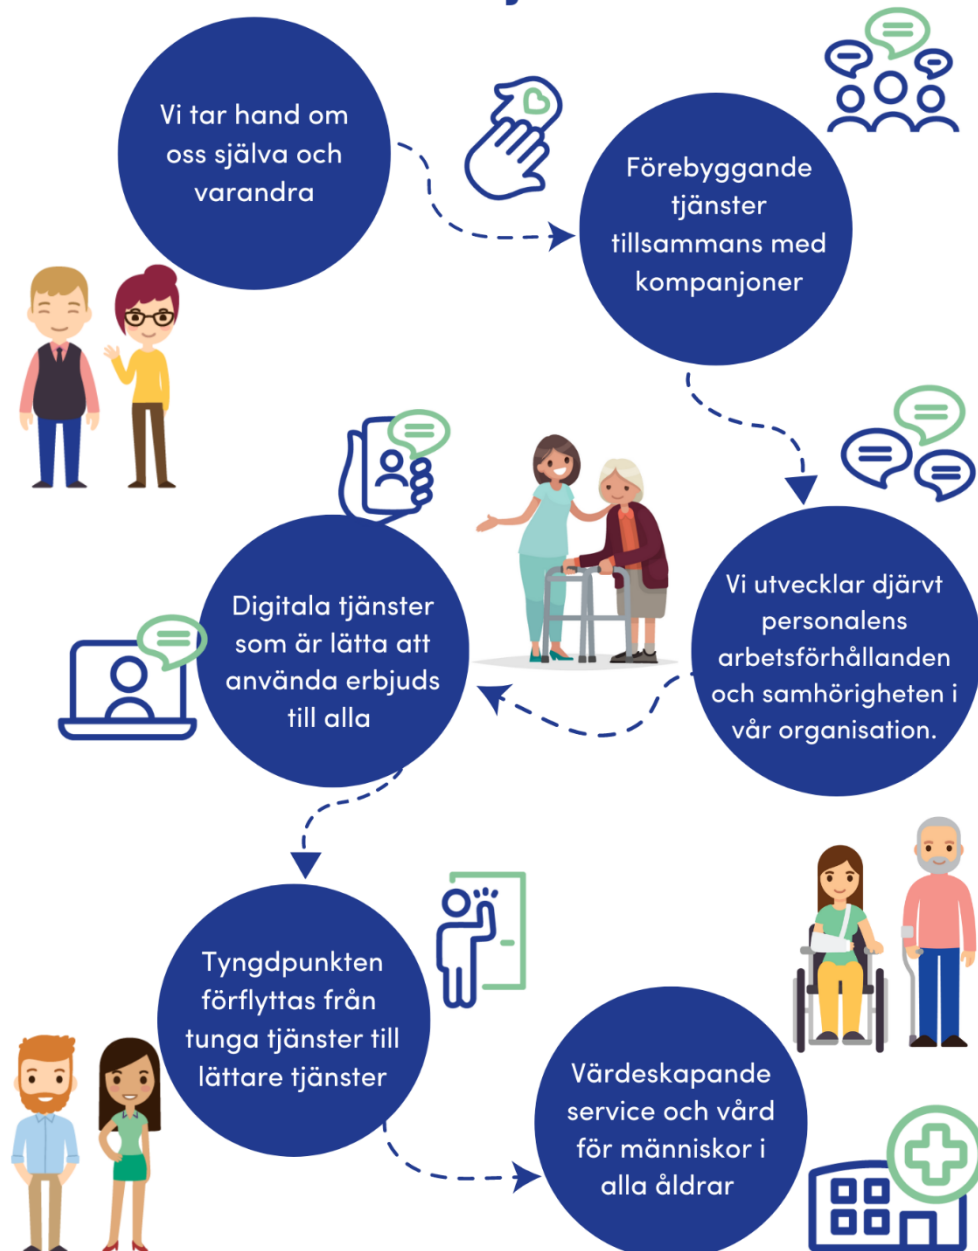 Vi tar hand om
oss själva och
varandra
Förebyggande
tjänster
tillsammans med
kompanjoner
Vi utvecklar djärvt
personalens
arbetsförhållanden
och samhörigheten i
vår organisation.
Digitala tjänster
som är lätta att
använda erbjuds
till alla
Tyngdpunkten
förflyttas från
tunga tjänster till
lättare tjänster
Värdeskapande
service och vård
för människor i
alla åldrar